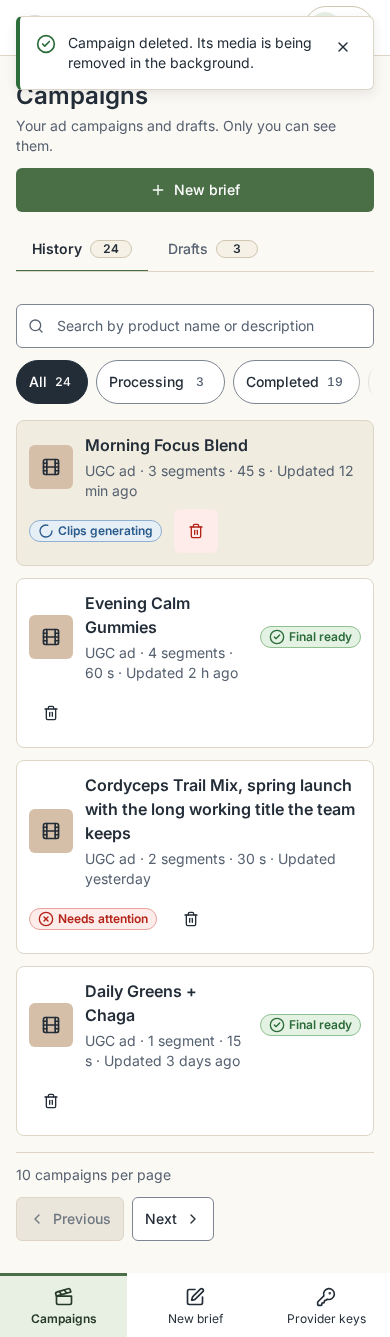 Campaign deleted. Its media is being
removed in the background.
Campaigns
Your ad campaigns and drafts. Only you can see
them.
New brief
History 24 Drafts 3
Search by product name or description
All 24 Processing 3 Completed 19
Morning Focus Blend
UGC ad · 3 segments · 45 s · Updated 12
min ago
Clips generating
Evening Calm
Gummies
UGC ad · 4 segments ·
60 s · Updated 2 h ago
Final ready
Cordyceps Trail Mix, spring launch
with the long working title the team
keeps
UGC ad · 2 segments · 30 s · Updated
yesterday
Needs attention
Daily Greens +
Chaga
UGC ad · 1 segment · 15
s · Updated 3 days ago
Final ready
10 campaigns per page
Previous Next
Campaigns New brief Provider keys